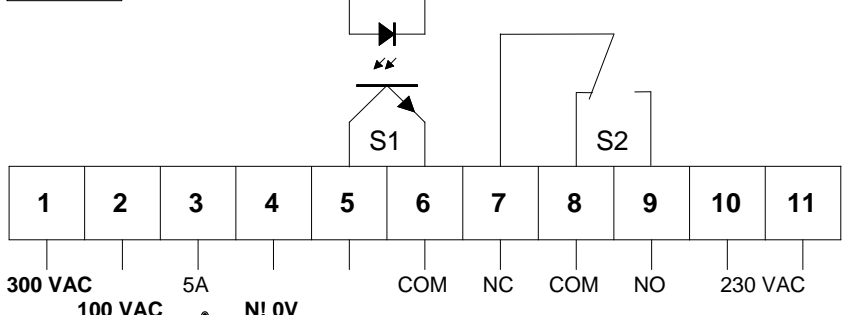 S1
S2
1 2 3 4 5 6 7 8 9 10 11
300 VAC 5A COM NC COM NO 230 VAC
100 VAC N! 0V